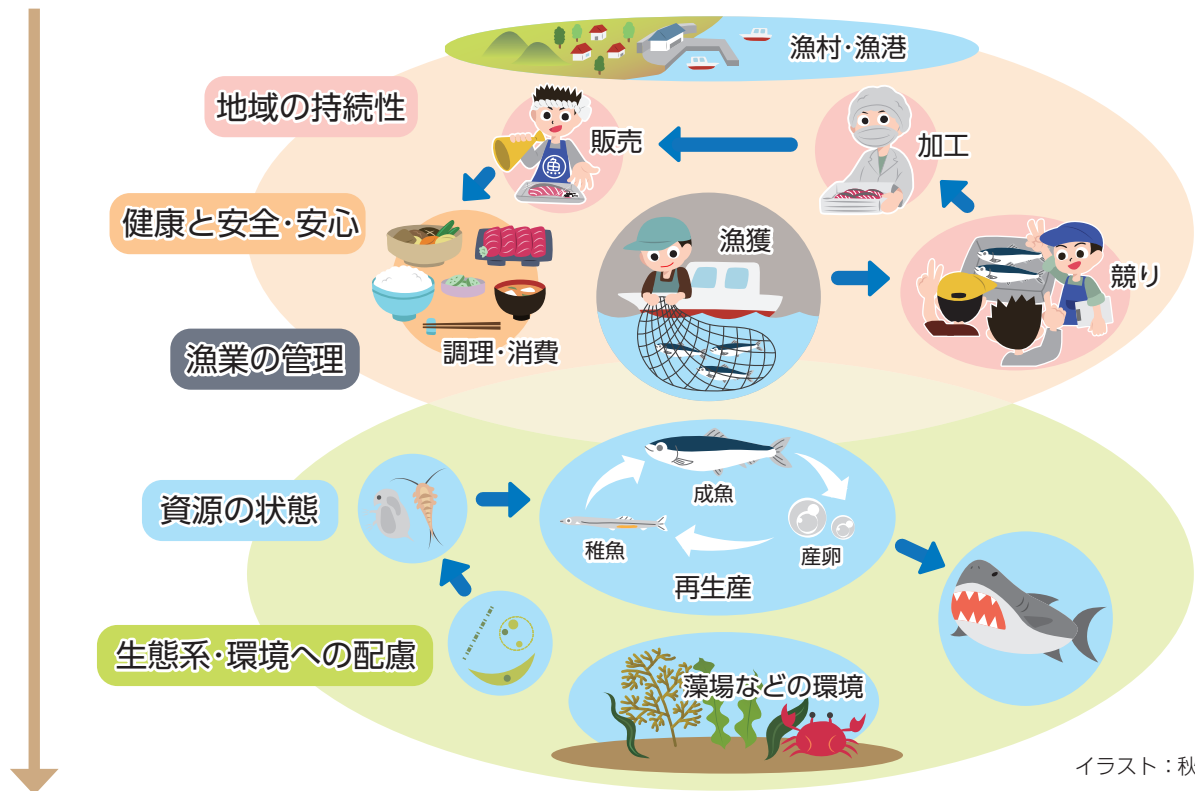 漁村・漁港
地域の持続性
販売
加工
魚
健康と安全・安心
漁獲
競り
調理・消費
漁業の管理
資源の状態
成魚
稚魚
産卵
再生産
生態系・環境への配慮
藻場などの環境
イラスト：秋